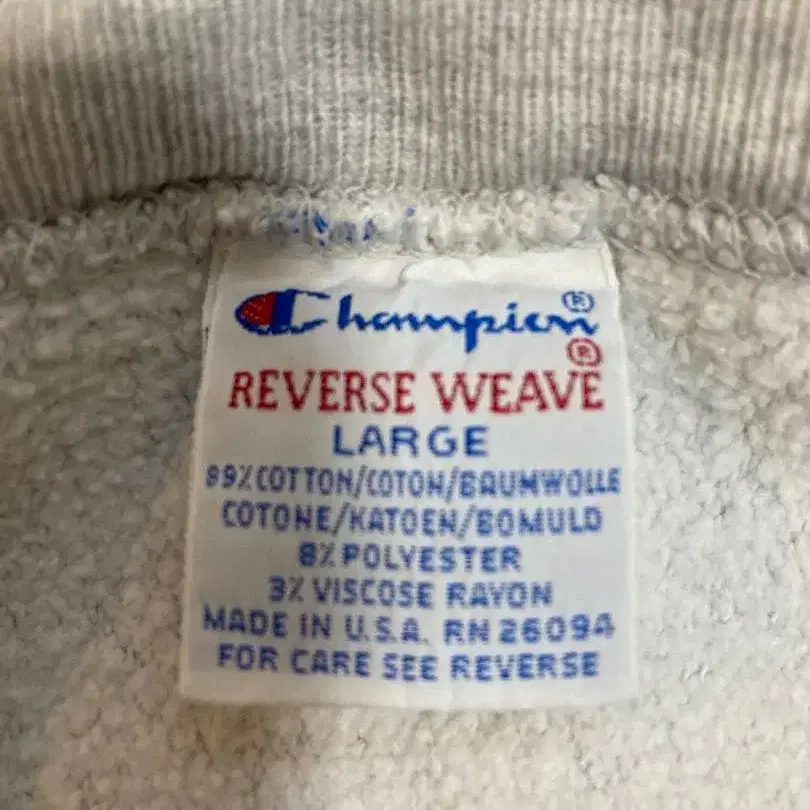 Champion®
REVERSE WEAVE®
LARGE
89% COTTON/COTON/BAUMWOLLE
COTONE/KATOEN/BOMULD
8% POLYESTER
3% VISCOSE RAYON
MADE IN U.S.A. RN 26094
FOR CARE SEE REVERSE